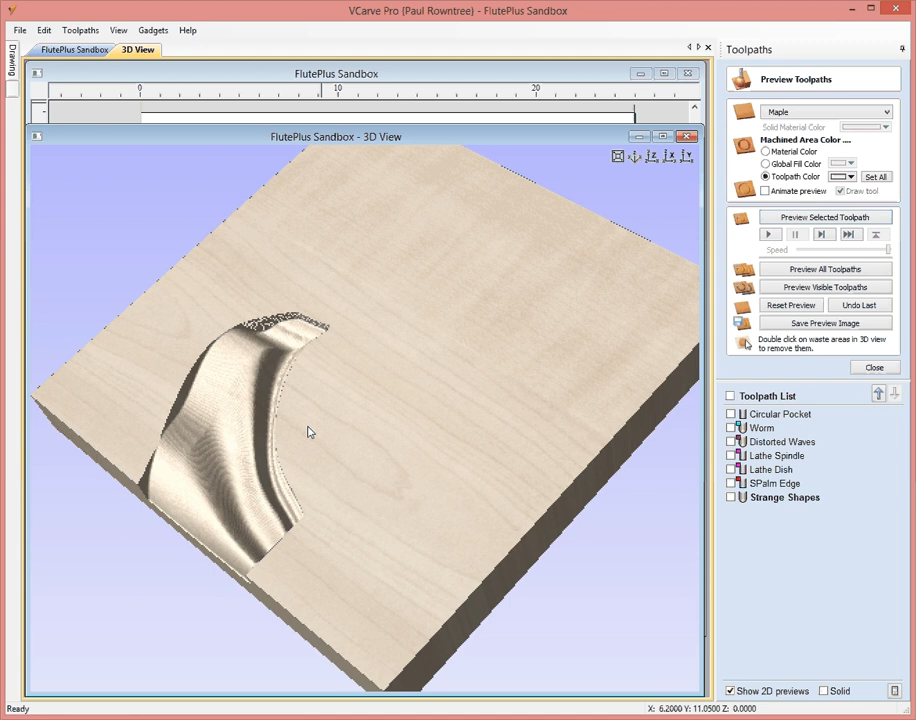 VCarve Pro {Paul Rowntree} - FlutePlus Sandbox
File Edit Toolpaths View Gadgets Help
FlutePlus Sandbox 3D View
Drawing
FlutePlus Sandbox
0 10 20
FlutePlus Sandbox - 3D View
Toolpaths
Preview Toolpaths
Maple
Solid Material Color
Machined Area Color ....
Material Color
Global Fill Color
Toolpath Color Set All
Animate preview Draw tool
Preview Selected Toolpath
Speed
Preview All Toolpaths
Preview Visible Toolpaths
Reset Preview Undo Last
Save Preview Image
Double click on waste areas in 3D view
to remove them.
Close
Toolpath List
Circular Pocket
Worm
Distorted Waves
Lathe Spindle
Lathe Dish
SPalm Edge
Strange Shapes
Show 2D previews Solid
Ready X: 6.2000 Y: 11.0500 Z: 0.0000